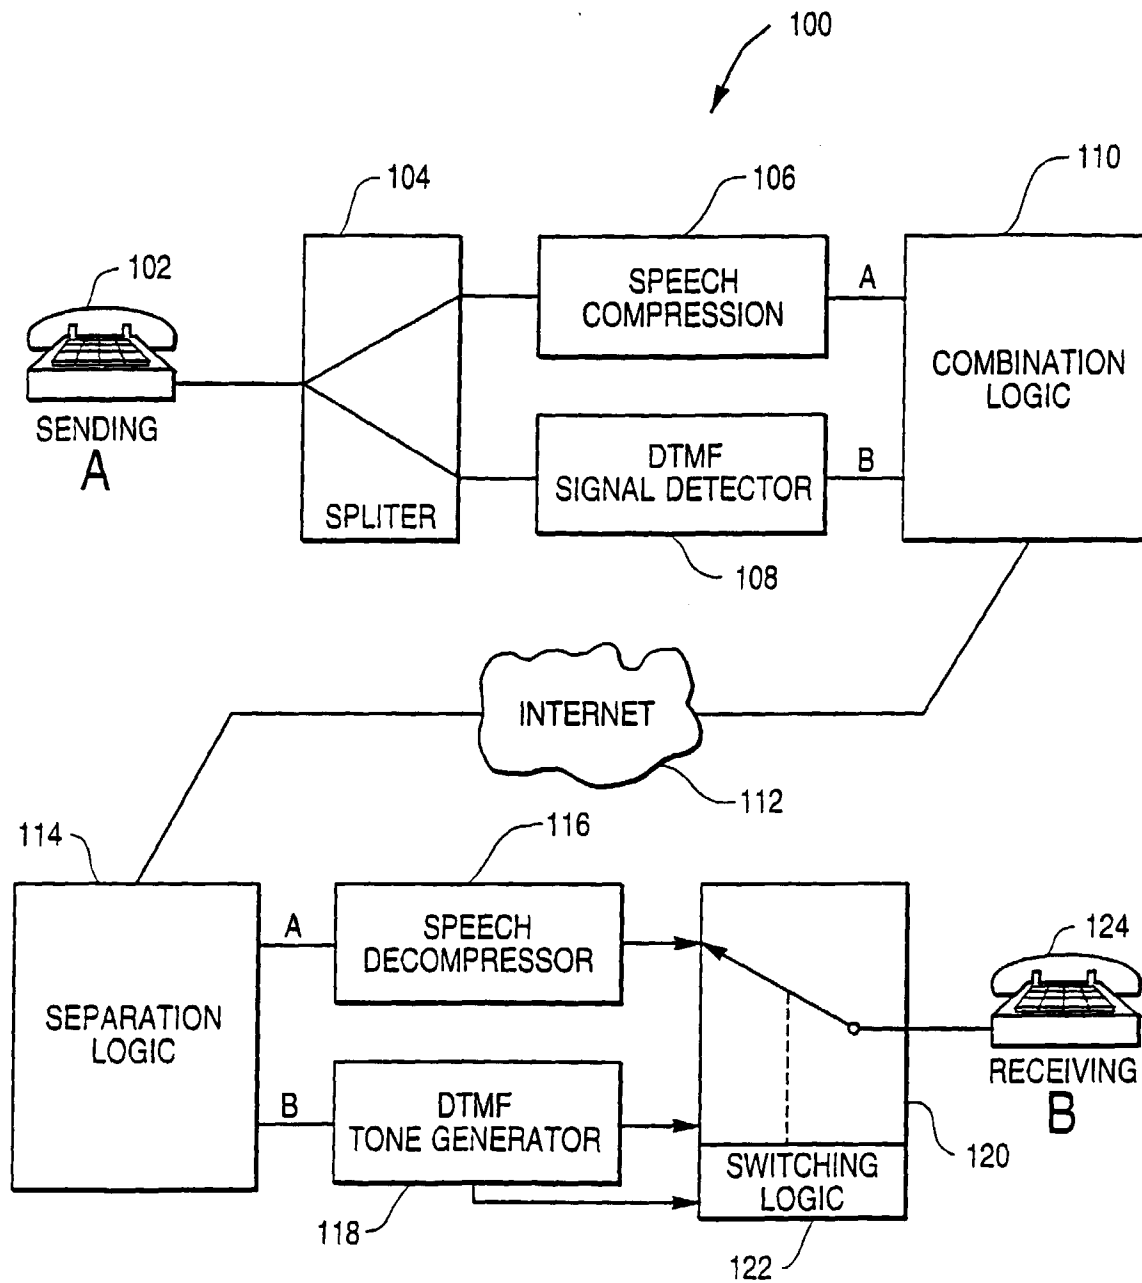 100
104
106
110
102
SPEECH
COMPRESSION
A
COMBINATION
LOGIC
SENDING
A
DTMF
SIGNAL DETECTOR
B
SPLITER
108
INTERNET
112
114
116
A
SPEECH
DECOMPRESSOR
124
SEPARATION
LOGIC
B
DTMF
TONE GENERATOR
RECEIVING
B
120
SWITCHING
LOGIC
118
122